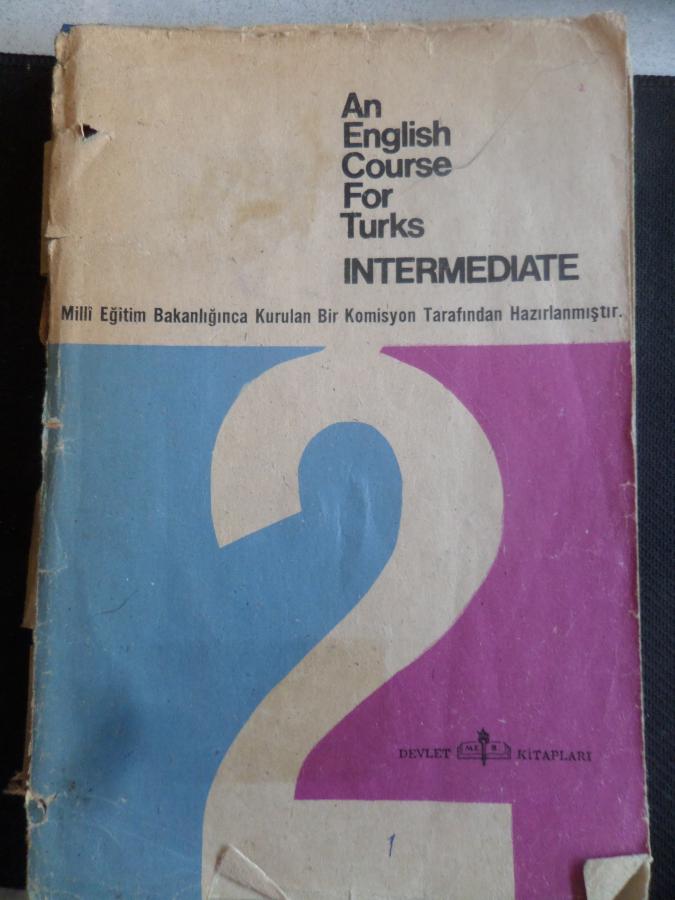 An
English
Course
For
Turks
INTERMEDIATE
Millî Eğitim Bakanlığınca Kurulan Bir Komisyon Tarafından Hazırlanmıştır.
2
DEVLET M.E. B. KİTAPLARI
1